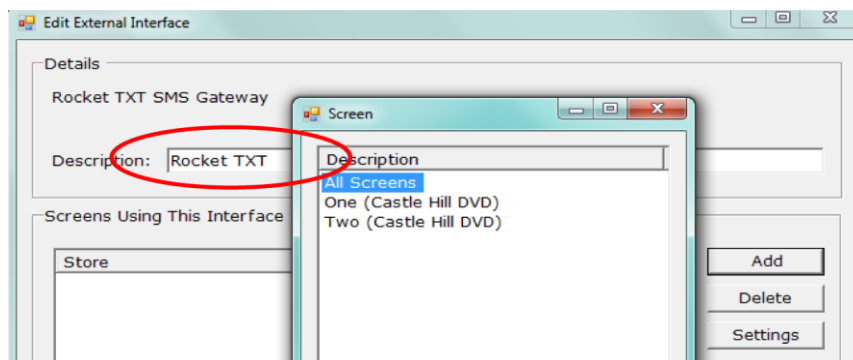 Edit External Interface
Details
Rocket TXT SMS Gateway
Description: Rocket TXT
Screens Using This Interface
Store
Screen
Description
All Screens
One (Castle Hill DVD)
Two (Castle Hill DVD)
Add
Delete
Settings